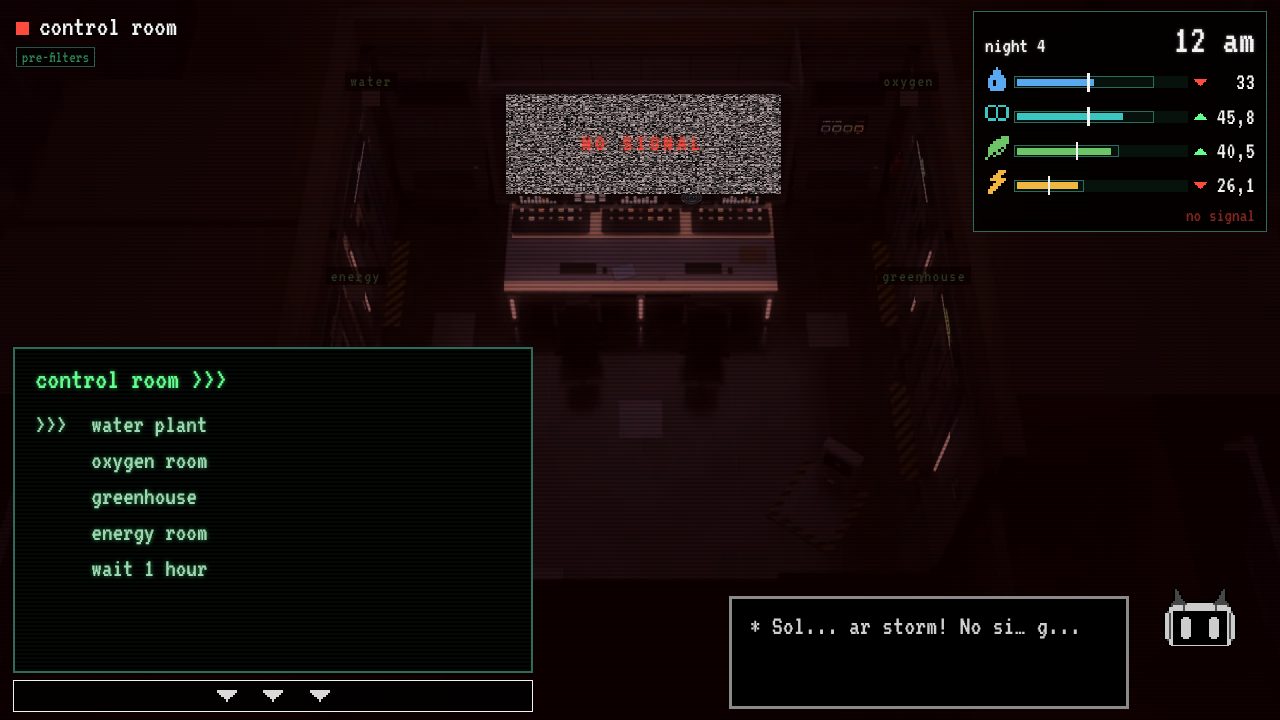 control room
pre-filters
night 4
12 am
33
45,8
40,5
26,1
no signal
water
oxygen
NO SIGNAL
energy
greenhouse
control room >>>
>>> water plant
oxygen room
greenhouse
energy room
wait 1 hour
* Sol... ar storm! No si… g...